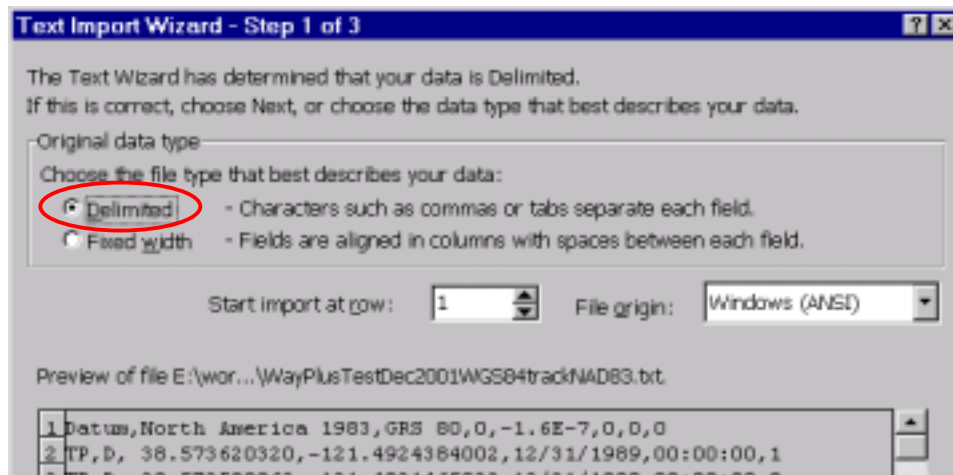 Text Import Wizard - Step 1 of 3
The Text Wizard has determined that your data is Delimited.
If this is correct, choose Next, or choose the data type that best describes your data.
Original data type
Choose the file type that best describes your data:
Delimited - Characters such as commas or tabs separate each field.
Fixed width - Fields are aligned in columns with spaces between each field.
Start import at row: 1 File origin: Windows (ANSI)
Preview of file E:\wor...\WayPlusTestDec2001WGS84trackNAD83.txt.
1 Datum,North America 1983,GRS 80,0,-1.6E-7,0,0,0
2 TP,D, 38.573620320,-121.4924384002,12/31/1989,00:00:00,1